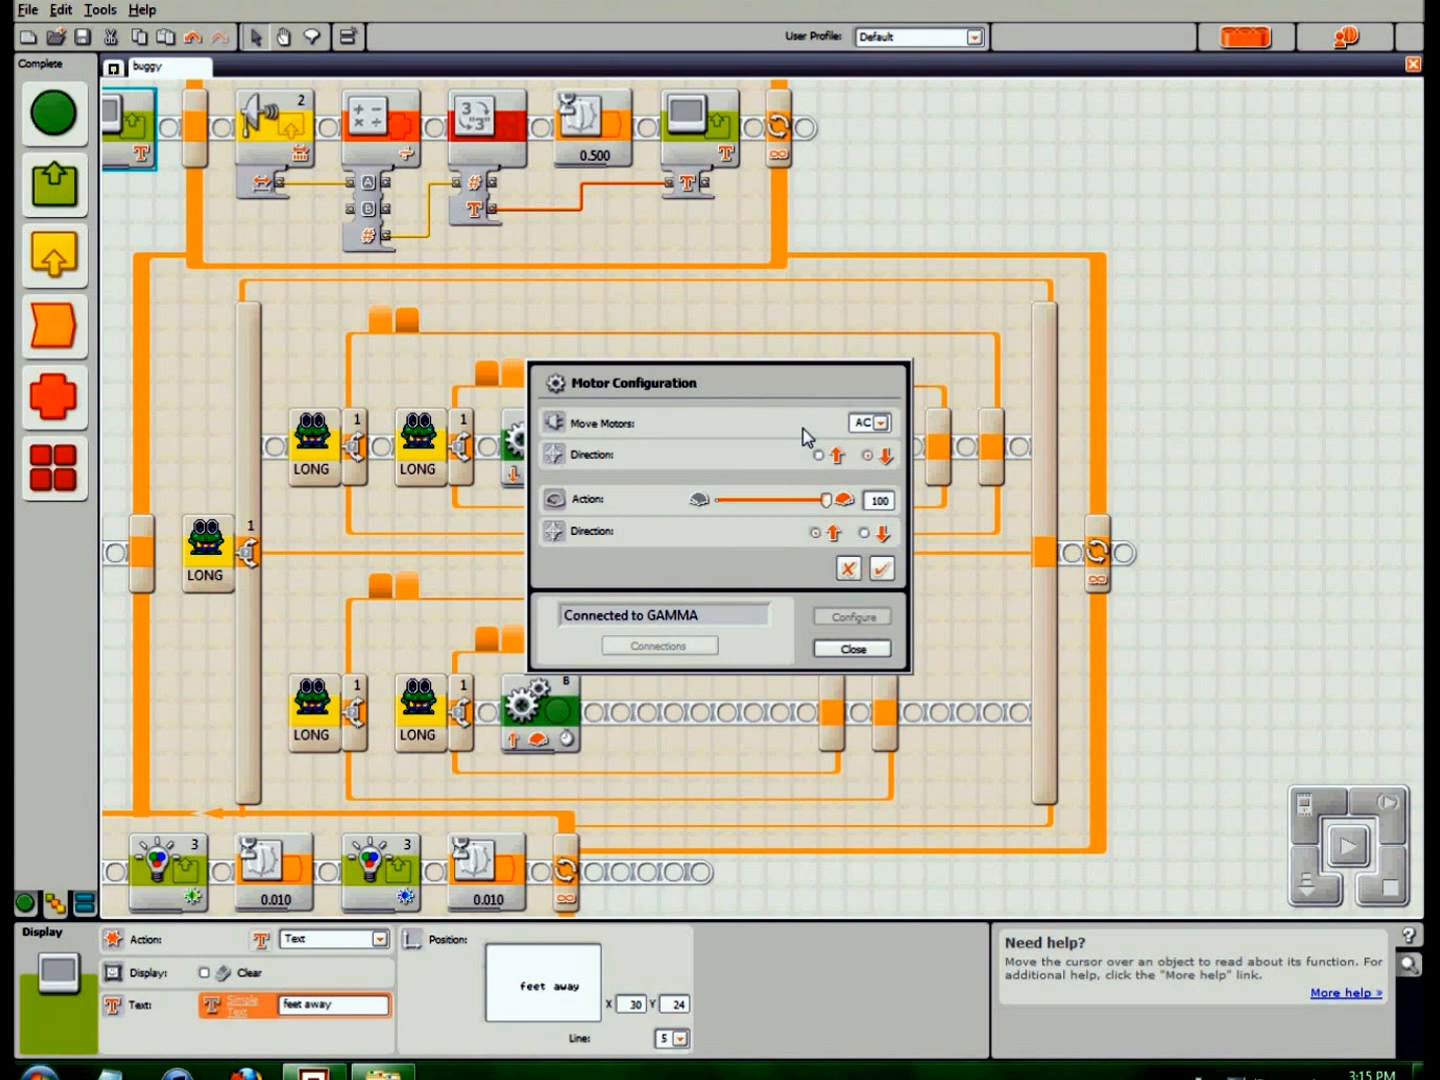 File Edit Tools Help
User Profile: Default
Complete
buggy
2
3 "3"
0.500
T
T
A
B
#
#
T
T
1
LONG
1
LONG
1
LONG
Motor Configuration
Move Motors: AC
Direction:
Action: 100
Direction:
Connected to GAMMA
Configure
Connections
Close
1
LONG
1
LONG
B
3
0.010
3
0.010
Display
Action: T Text
Display: Clear
Text: T Simple Text feet away
Position:
feet away
X 30 Y 24
Line: 5
Need help?
Move the cursor over an object to read about its function. For
additional help, click the "More help" link.
More help »
3:15 PM